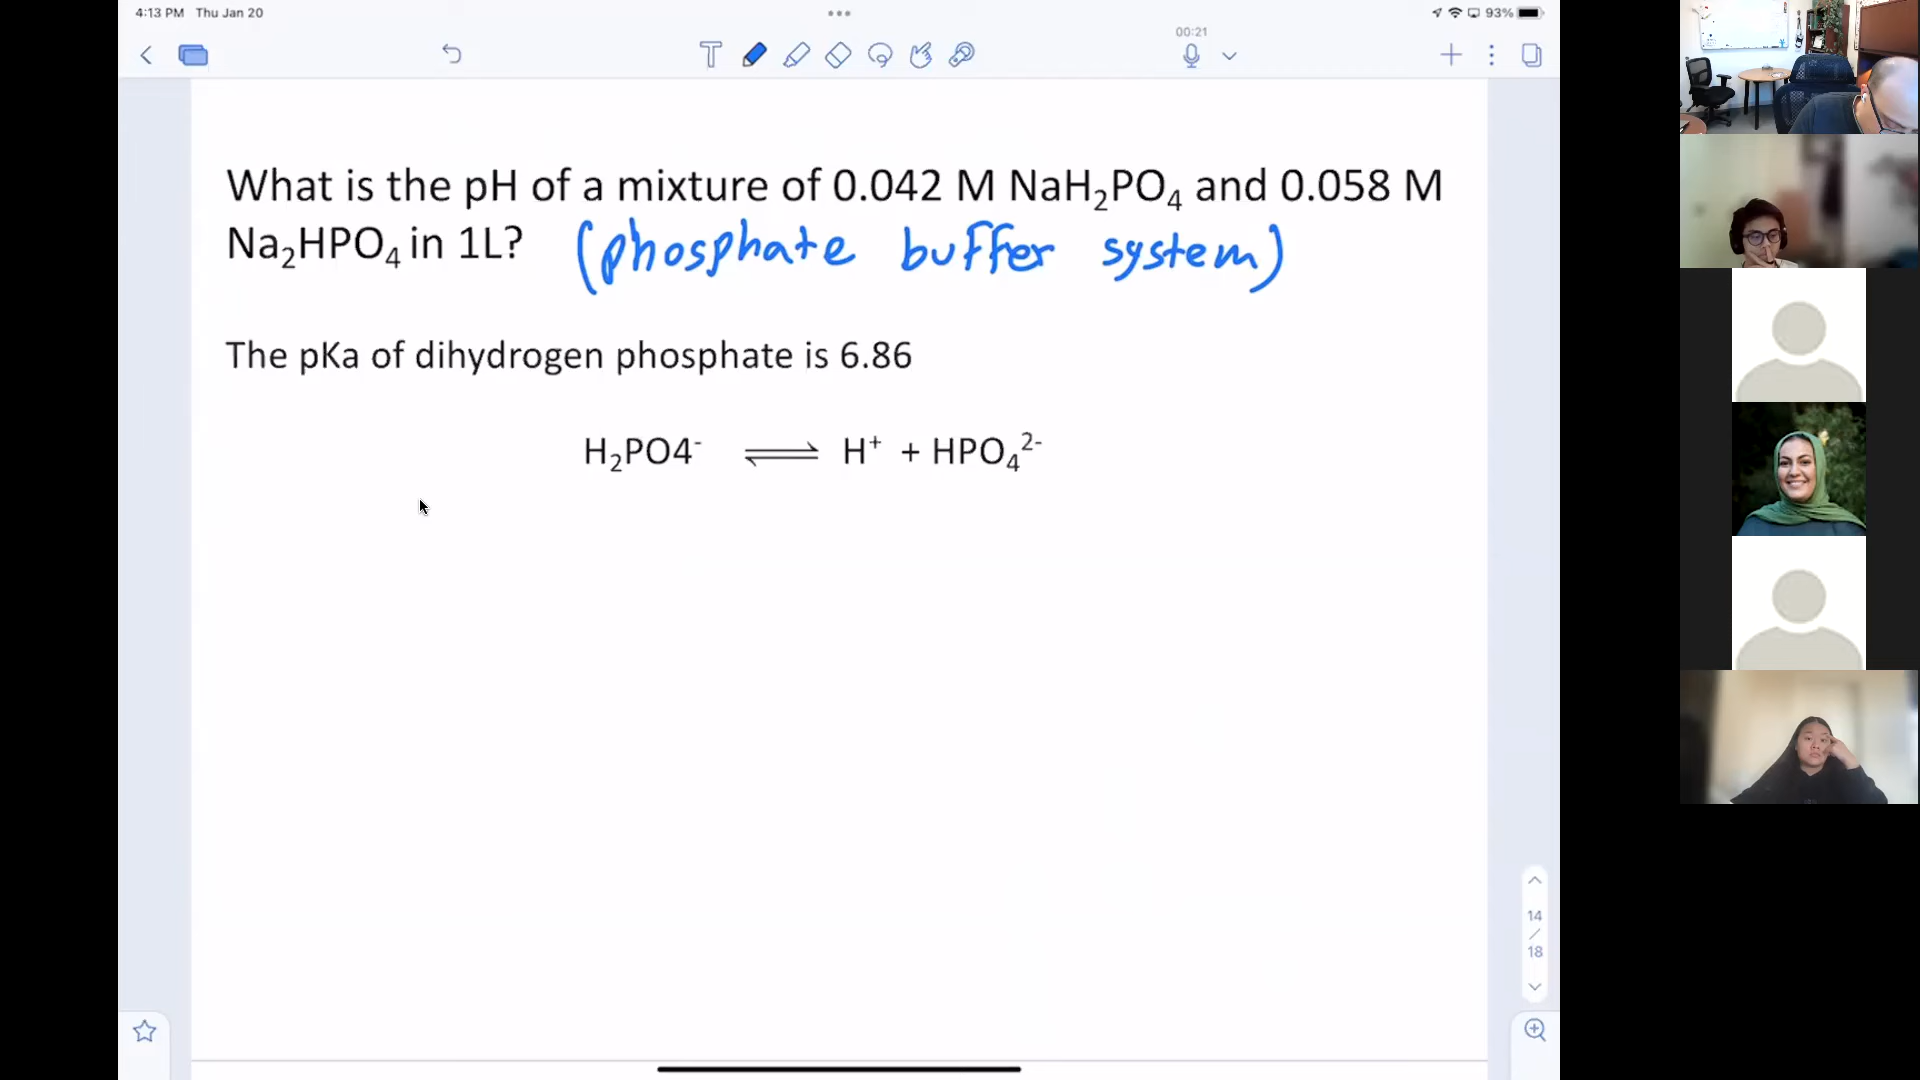 4:13 PM Thu Jan 20
93%
00:21
What is the pH of a mixture of 0.042 M NaH₂PO₄ and 0.058 M
Na₂HPO₄ in 1L? (phosphate buffer system)
The pKa of dihydrogen phosphate is 6.86
H₂PO4⁻ ⇌ H⁺ + HPO₄²⁻
14
/
18